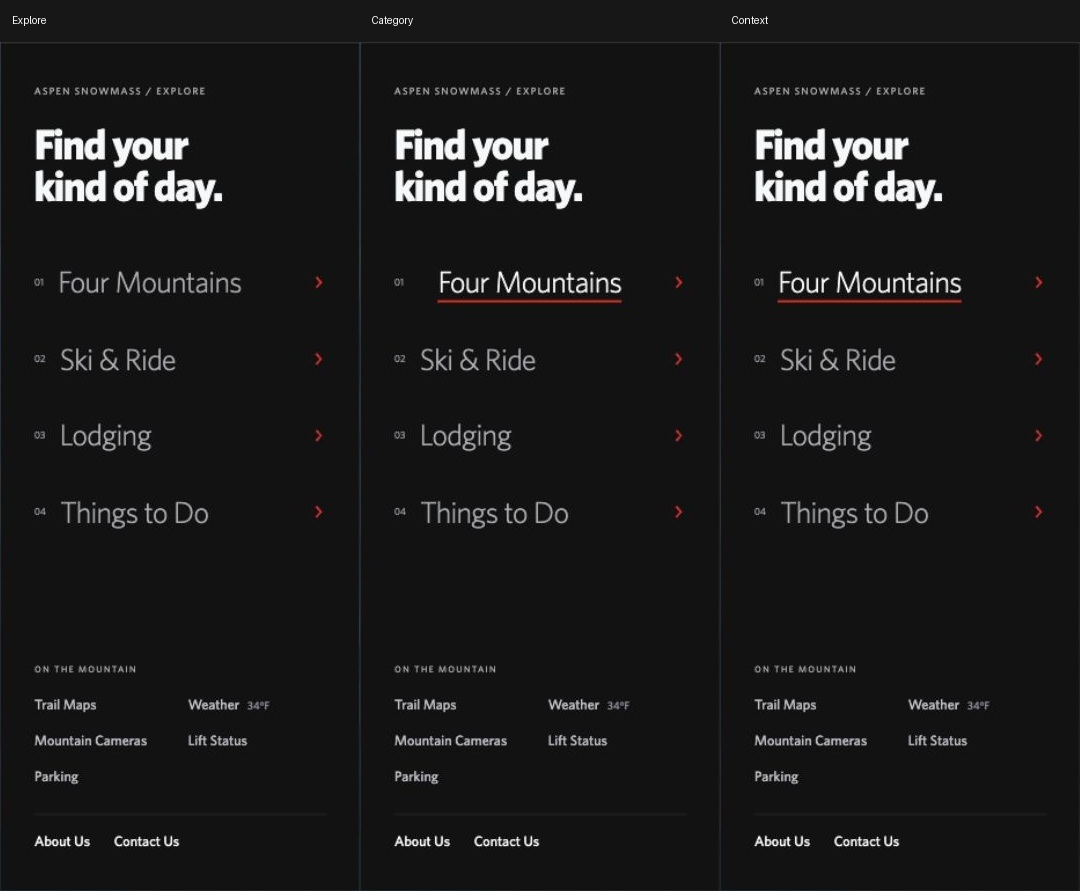 Explore
ASPEN SNOWMASS / EXPLORE
Find your
kind of day.
01 Four Mountains
02 Ski & Ride
03 Lodging
04 Things to Do
ON THE MOUNTAIN
Trail Maps Weather 34°F
Mountain Cameras Lift Status
Parking
About Us Contact Us
Category
ASPEN SNOWMASS / EXPLORE
Find your
kind of day.
01 Four Mountains
02 Ski & Ride
03 Lodging
04 Things to Do
ON THE MOUNTAIN
Trail Maps Weather 34°F
Mountain Cameras Lift Status
Parking
About Us Contact Us
Context
ASPEN SNOWMASS / EXPLORE
Find your
kind of day.
01 Four Mountains
02 Ski & Ride
03 Lodging
04 Things to Do
ON THE MOUNTAIN
Trail Maps Weather 34°F
Mountain Cameras Lift Status
Parking
About Us Contact Us